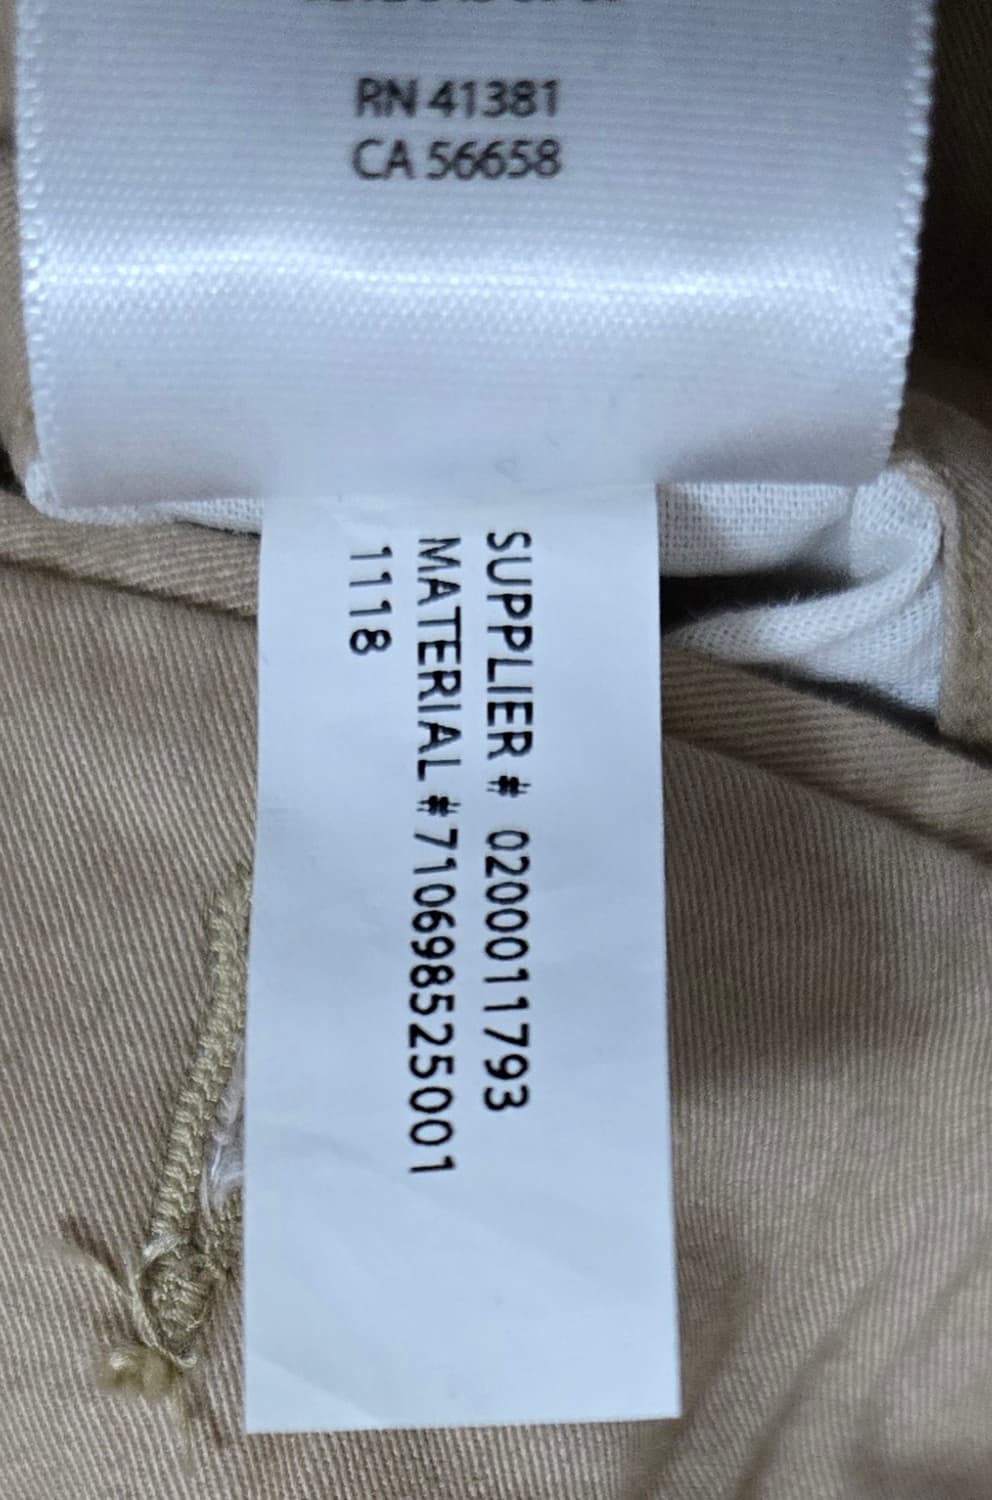 RN 41381
CA 56658
SUPPLIER # 0200011793
MATERIAL #710698525001
1118